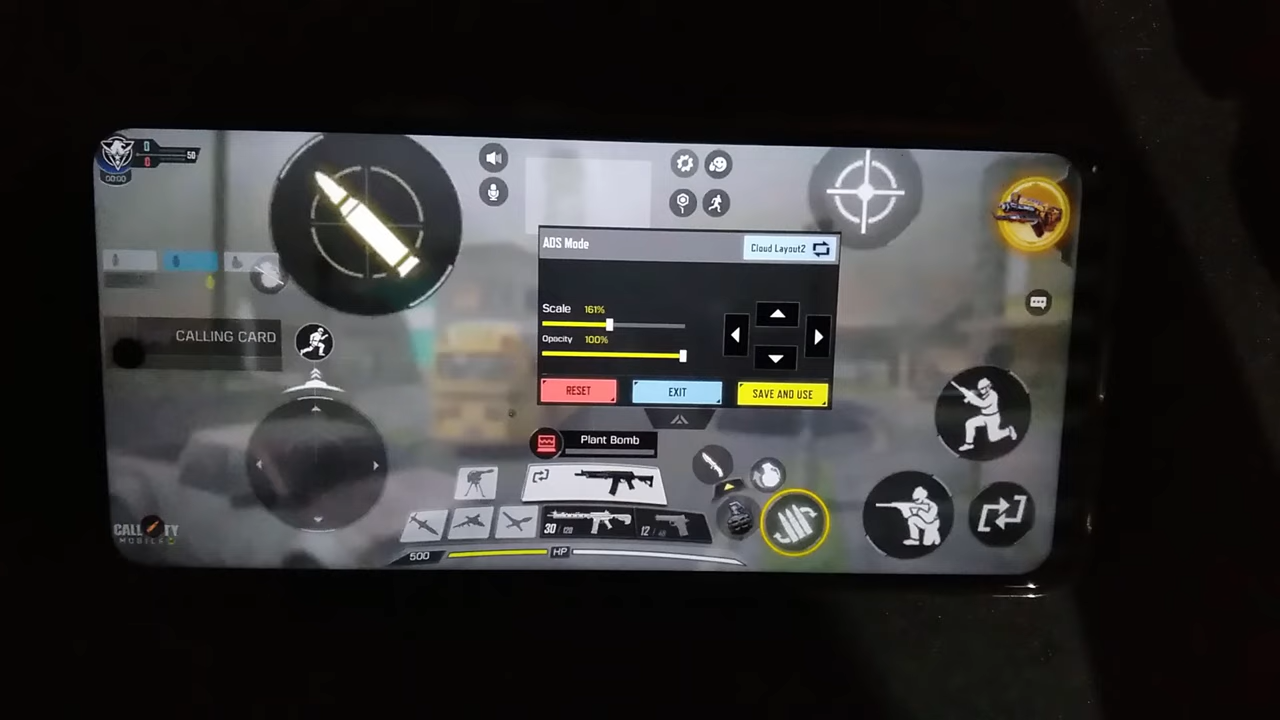 0
0
50
00:00
ADS Mode
Cloud Layout2
Scale 161%
Opacity 100%
CALLING CARD
RESET
EXIT
SAVE AND USE
Plant Bomb
30
12
500
HP
CALL DUTY
MOBILE